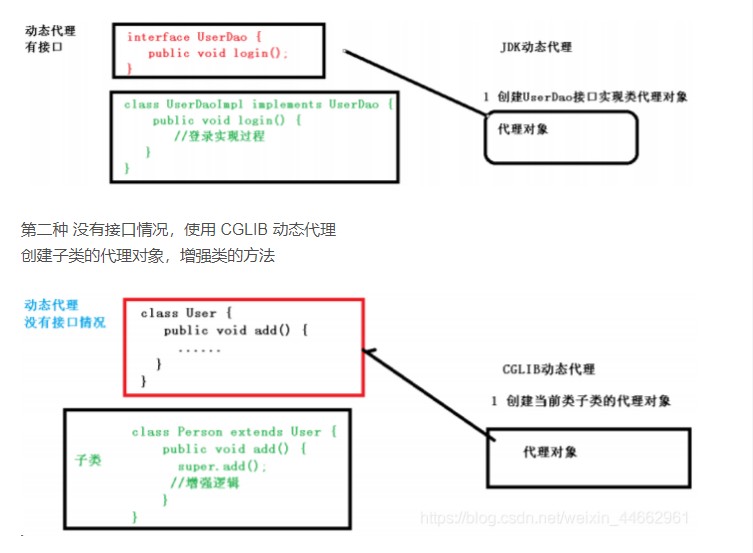 动态代理
有接口
interface UserDao {
public void login();
}
class UserDaoImpl implements UserDao {
public void login() {
//登录实现过程
}
}
JDK动态代理
1 创建UserDao接口实现类代理对象
代理对象
第二种 没有接口情况，使用 CGLIB 动态代理
创建子类的代理对象，增强类的方法
动态代理
没有接口情况
class User {
public void add() {
......
}
}
子类
class Person extends User {
public void add() {
super.add();
//增强逻辑
}
}
CGLIB动态代理
1 创建当前类子类的代理对象
代理对象
https://blog.csdn.net/weixin_44662961